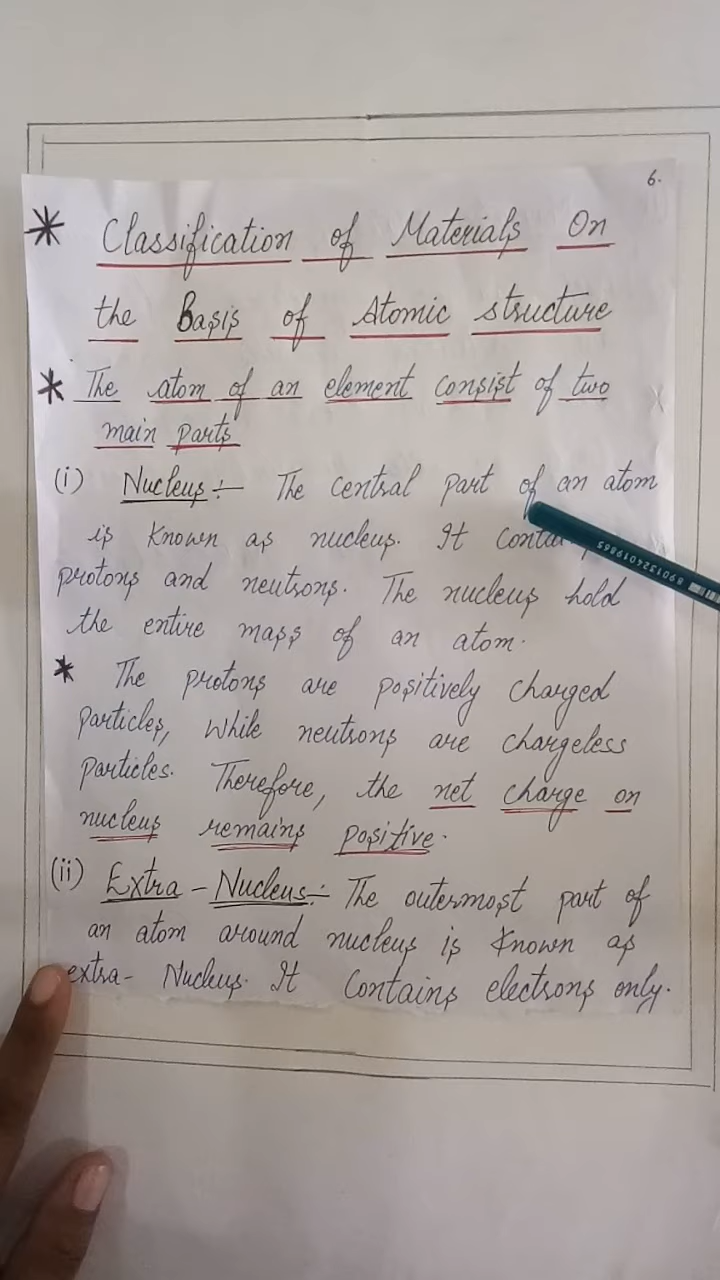 6.
* Classification of Materials On
the Basis of Atomic structure
* The atom of an element consist of two
main parts
(i) Nucleus:- The central part of an atom
is known as nucleus. It
protons and neutrons. The nucleus hold
the entire mass of an atom.
* The protons are positively charged
particles, while neutrons are chargeless
particles. Therefore, the net charge on
nucleus remains positive.
(ii) Extra-Nucleus:- The outermost part of
an atom around nucleus is known as
extra-Nucleus. It contains electrons only.
8901324019865